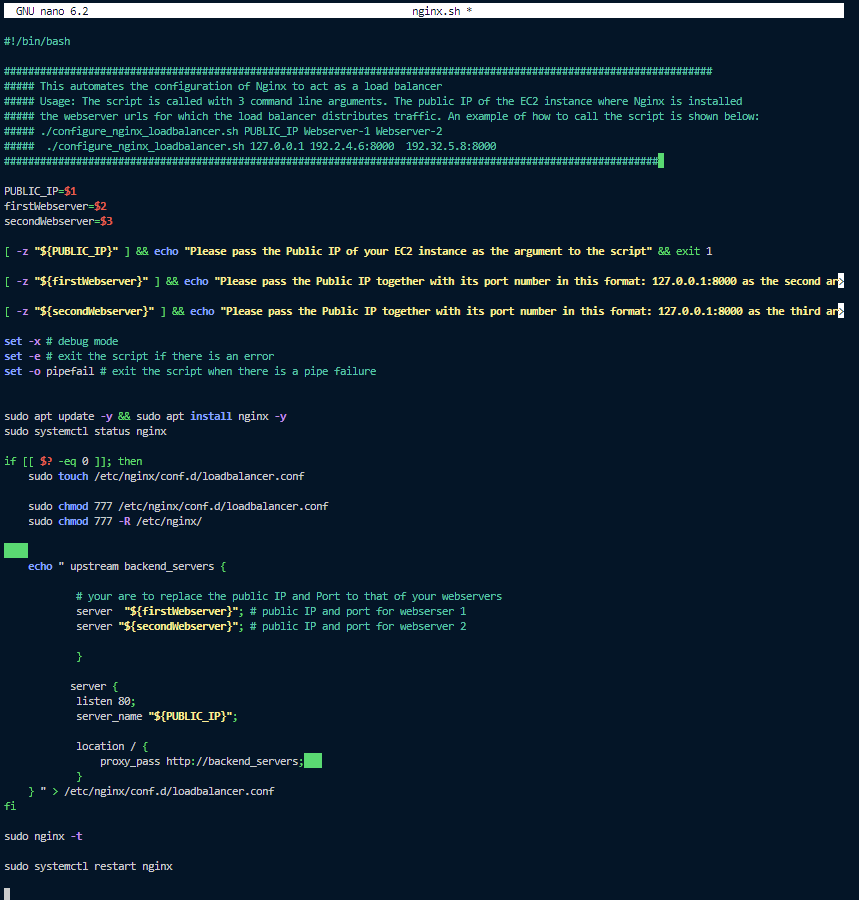 GNU nano 6.2 nginx.sh *
#!/bin/bash
######################################################################################################################
##### This automates the configuration of Nginx to act as a load balancer
##### Usage: The script is called with 3 command line arguments. The public IP of the EC2 instance where Nginx is installed
##### the webserver urls for which the load balancer distributes traffic. An example of how to call the script is shown below:
##### ./configure_nginx_loadbalancer.sh PUBLIC_IP Webserver-1 Webserver-2
#####  ./configure_nginx_loadbalancer.sh 127.0.0.1 192.2.4.6:8000  192.32.5.8:8000
#############################################################################################################
PUBLIC_IP=$1
firstWebserver=$2
secondWebserver=$3
[ -z "${PUBLIC_IP}" ] && echo "Please pass the Public IP of your EC2 instance as the argument to the script" && exit 1
[ -z "${firstWebserver}" ] && echo "Please pass the Public IP together with its port number in this format: 127.0.0.1:8000 as the second ar>
[ -z "${secondWebserver}" ] && echo "Please pass the Public IP together with its port number in this format: 127.0.0.1:8000 as the third ar>
set -x # debug mode
set -e # exit the script if there is an error
set -o pipefail # exit the script when there is a pipe failure
sudo apt update -y && sudo apt install nginx -y
sudo systemctl status nginx
if [[ $? -eq 0 ]]; then
    sudo touch /etc/nginx/conf.d/loadbalancer.conf
    sudo chmod 777 /etc/nginx/conf.d/loadbalancer.conf
    sudo chmod 777 -R /etc/nginx/
    echo " upstream backend_servers {
            # your are to replace the public IP and Port to that of your webservers
            server  "${firstWebserver}"; # public IP and port for webserser 1
            server "${secondWebserver}"; # public IP and port for webserver 2
            }
           server {
            listen 80;
            server_name "${PUBLIC_IP}";
            location / {
                proxy_pass http://backend_servers;
            }
    } " > /etc/nginx/conf.d/loadbalancer.conf
fi
sudo nginx -t
sudo systemctl restart nginx